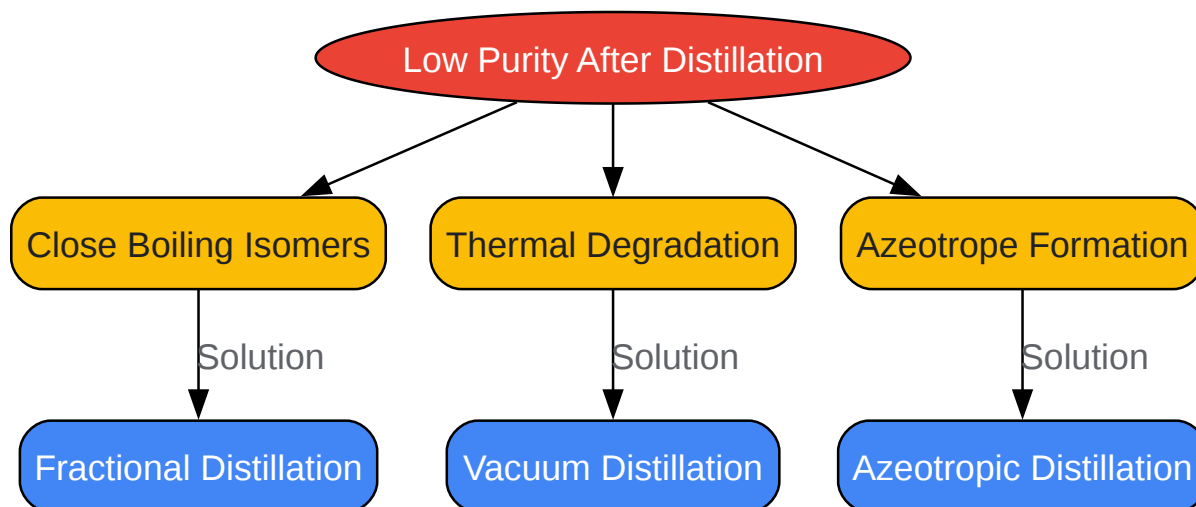 Low Purity After Distillation
Close Boiling Isomers
Thermal Degradation
Azeotrope Formation
Solution
Solution
Solution
Fractional Distillation
Vacuum Distillation
Azeotropic Distillation